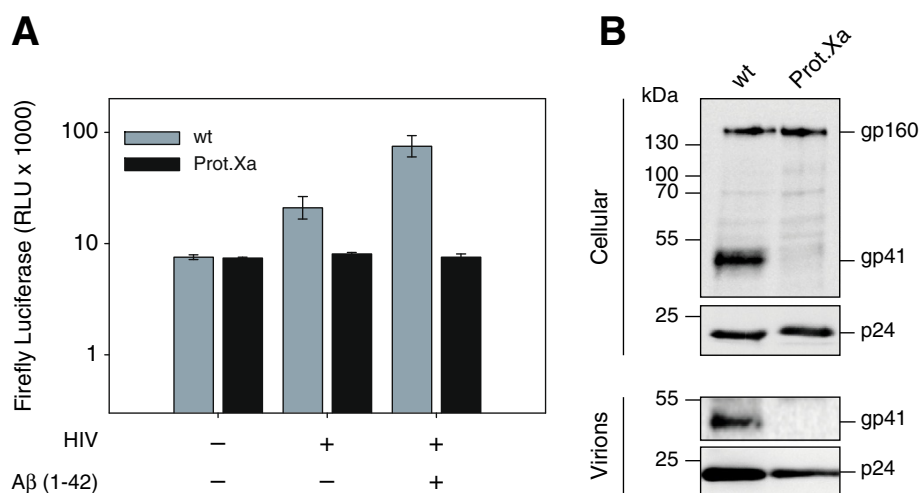 A
Firefly Luciferase (RLU x 1000)
100
10
1
wt
Prot.Xa
HIV – + +
Aβ (1-42) – – +
B
wt Prot.Xa
kDa
Cellular
130
100
70
55
25
gp160
gp41
p24
Virions
55
25
gp41
p24